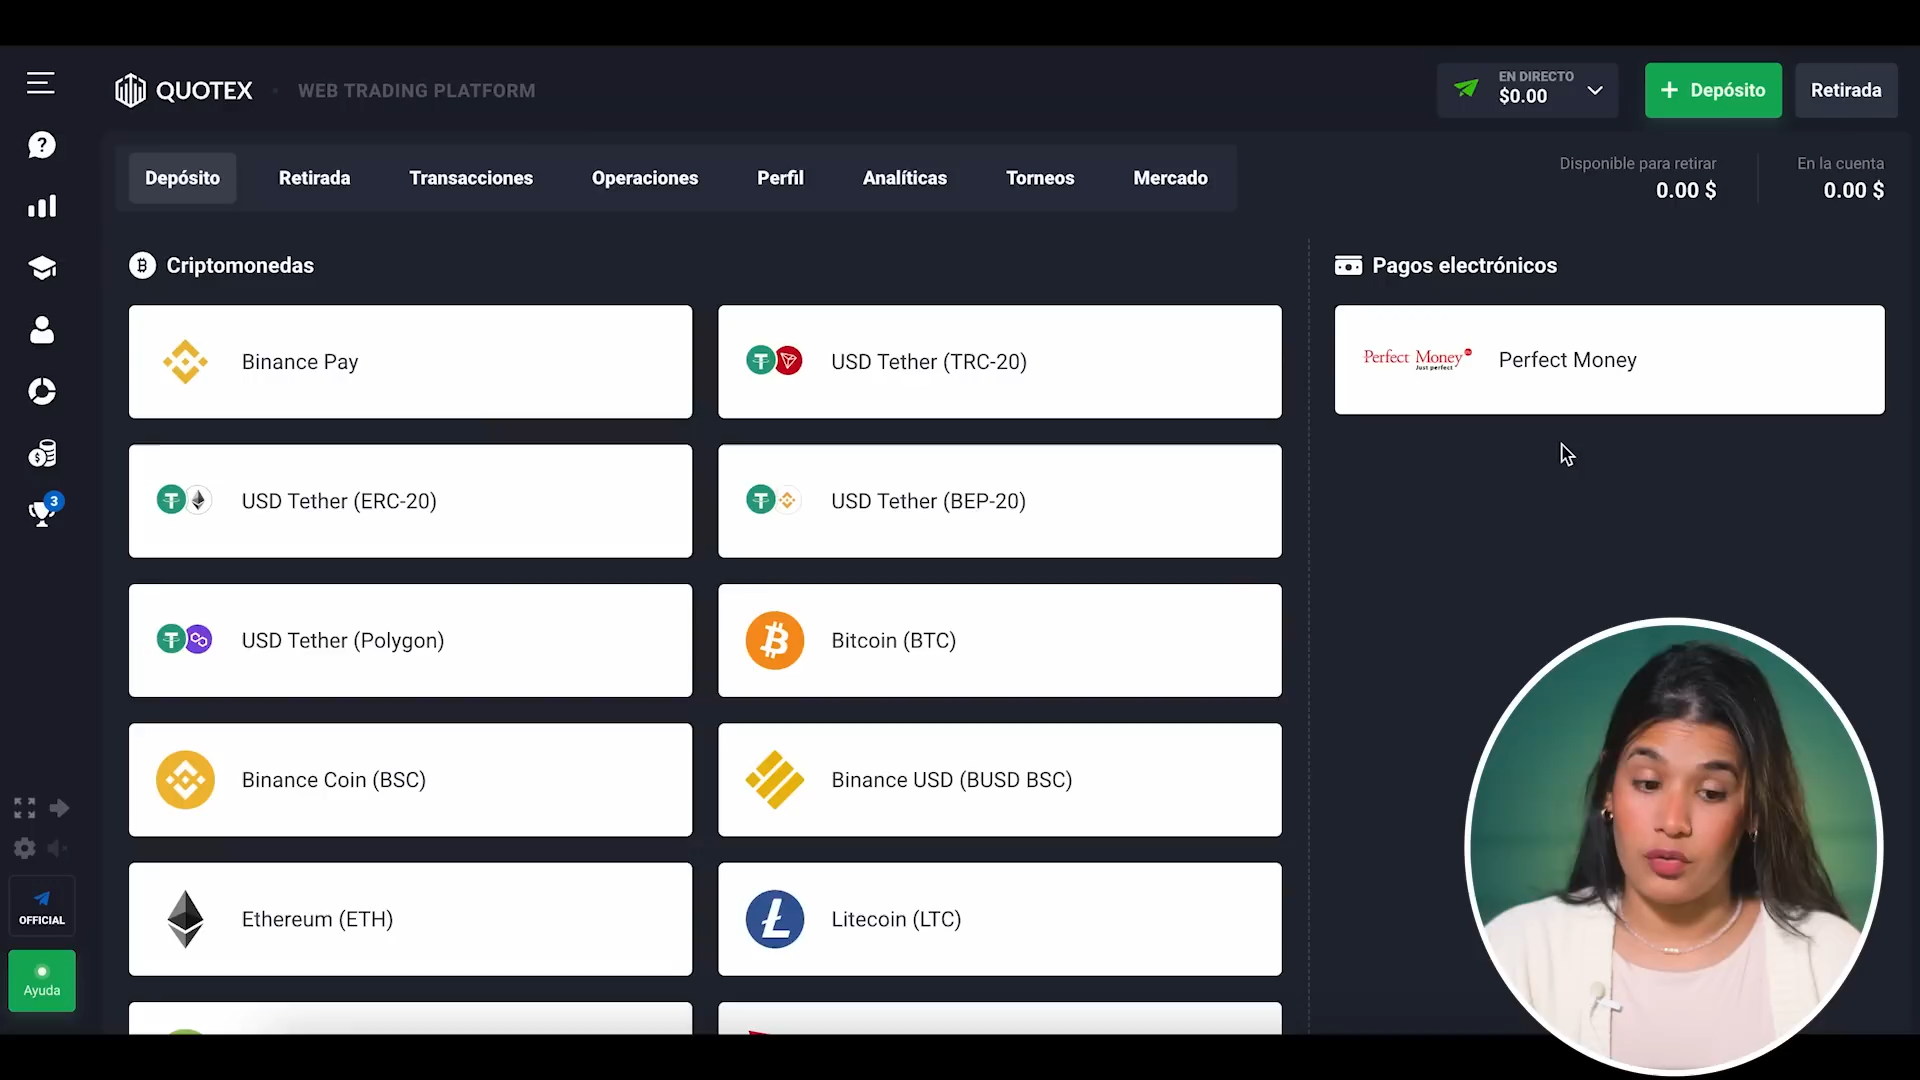 QUOTEX
WEB TRADING PLATFORM
EN DIRECTO
$0.00
+ Depósito
Retirada
Depósito
Retirada
Transacciones
Operaciones
Perfil
Analíticas
Torneos
Mercado
Disponible para retirar
0.00 $
En la cuenta
0.00 $
Criptomonedas
Pagos electrónicos
Binance Pay
USD Tether (TRC-20)
Perfect Money
Just perfect
Perfect Money
USD Tether (ERC-20)
USD Tether (BEP-20)
3
USD Tether (Polygon)
Bitcoin (BTC)
Binance Coin (BSC)
Binance USD (BUSD BSC)
Ethereum (ETH)
Litecoin (LTC)
OFFICIAL
Ayuda